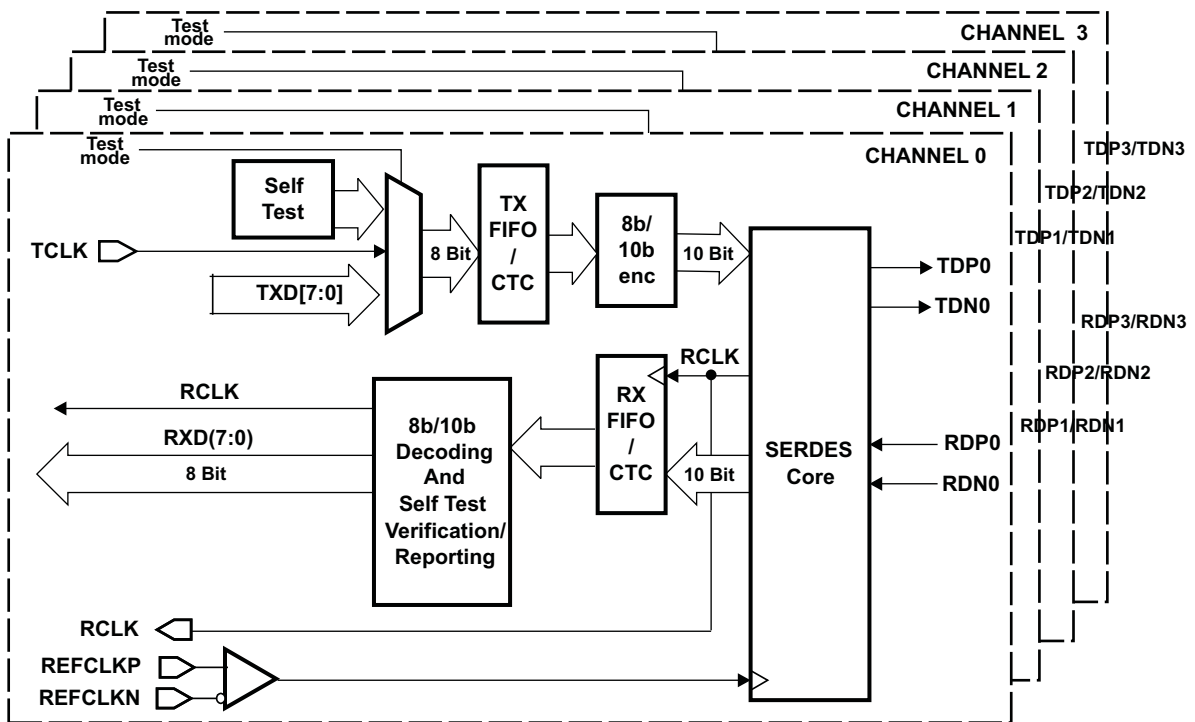 Test
mode
CHANNEL 3
Test
mode
CHANNEL 2
Test
mode
CHANNEL 1
Test
mode
CHANNEL 0
TDP3/TDN3
TDP2/TDN2
TDP1/TDN1
Self
Test
TX
FIFO
/
CTC
8b/
10b
enc
TCLK
8 Bit
10 Bit
TXD[7:0]
TDP0
TDN0
RDP3/RDN3
RDP2/RDN2
RDP1/RDN1
RCLK
RCLK
RX
FIFO
/
CTC
8b/10b
Decoding
And
Self Test
Verification/
Reporting
RXD(7:0)
8 Bit
10 Bit
SERDES
Core
RDP0
RDN0
RCLK
REFCLKP
REFCLKN